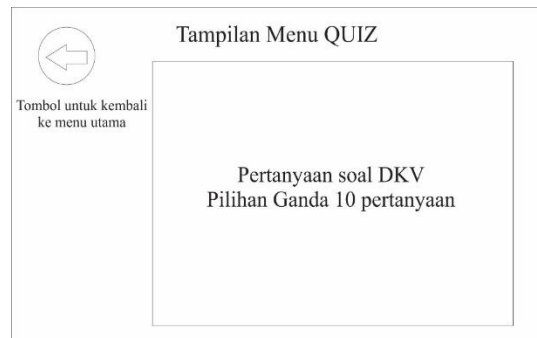 Tampilan Menu QUIZ
Tombol untuk kembali
ke menu utama
Pertanyaan soal DKV
Pilihan Ganda 10 pertanyaan